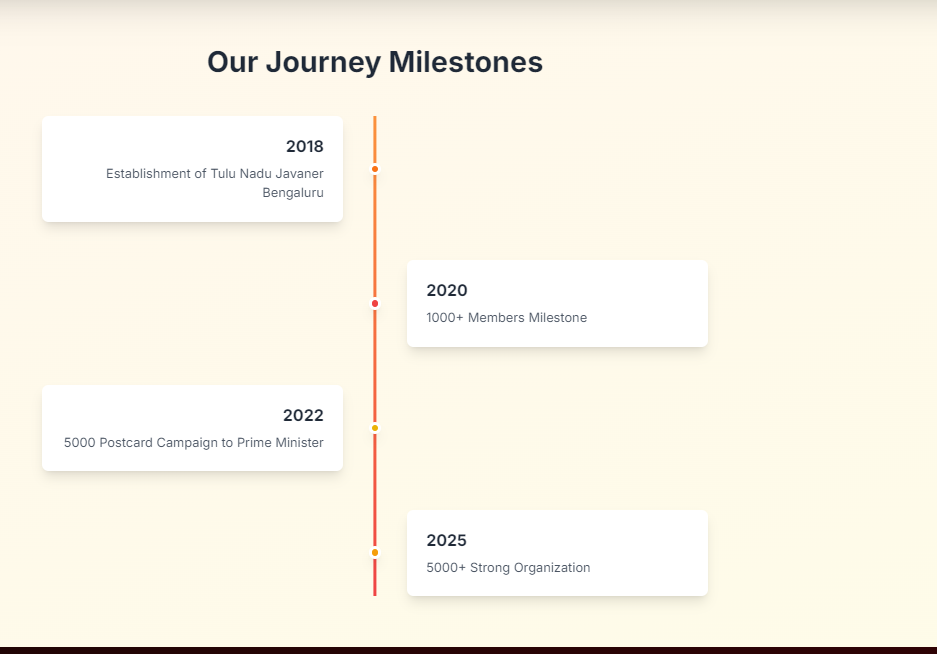 Our Journey Milestones
2018
Establishment of Tulu Nadu Javaner
Bengaluru
2020
1000+ Members Milestone
2022
5000 Postcard Campaign to Prime Minister
2025
5000+ Strong Organization